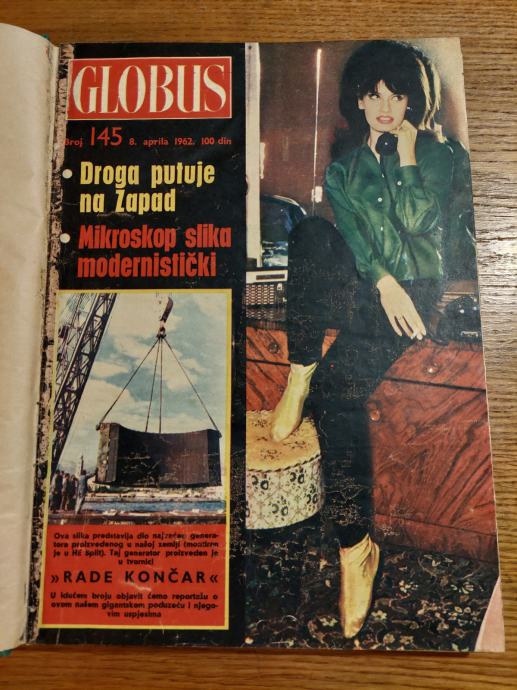 GLOBUS
Broj 145 8. aprila 1962. 100 din
Droga putuje
na Zapad
Mikroskop slika
modernistički
Ova slika predstavlja dio najvećeg genera-
tora proizvedenog u našoj zemlji (montiran
je u HE Split). Taj generator proizveden je
u tvornici
»RADE KONČAR«
U idućem broju objavit ćemo reportažu o
ovom našem gigantskom poduzeću i njego-
vim uspjesima